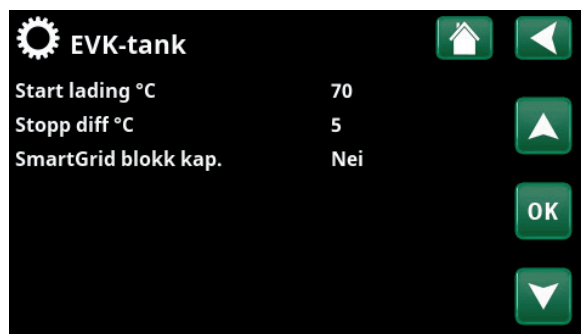 EVK-tank
Start lading °C 70
Stopp diff °C 5
SmartGrid blokk kap. Nei
OK